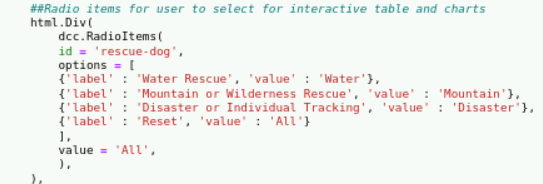 ##Radio items for user to select for interactive table and charts
html.Div(
dcc.RadioItems(
id = 'rescue-dog',
options = [
{'label' : 'Water Rescue', 'value' : 'Water'},
{'label' : 'Mountain or Wilderness Rescue', 'value' : 'Mountain'},
{'label' : 'Disaster or Individual Tracking', 'value' : 'Disaster'},
{'label' : 'Reset', 'value' : 'All'}
],
value = 'All',
),
),